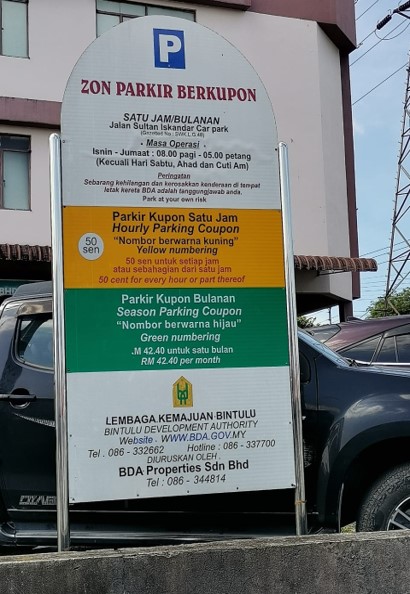 P
ZON PARKIR BERKUPON
SATU JAM/BULANAN
Jalan Sultan Iskandar Car park
Masa Operasi
Isnin - Jumaat : 08.00 pagi - 05.00 petang
(Kecuali Hari Sabtu, Ahad dan Cuti Am)
Peringatan
Sebarang kehilangan dan kerosakkan kenderaan di tempat
letak kereta BDA adalah tanggungjawab anda.
Park at your own risk
Parkir Kupon Satu Jam
Hourly Parking Coupon
50
sen
“Nombor berwarna kuning”
Yellow numbering
50 sen untuk setiap jam
atau sebahagian dari satu jam
50 cent for every hour or part thereof
Parkir Kupon Bulanan
Season Parking Coupon
“Nombor berwarna hijau”
Green numbering
.M 42.40 untuk satu bulan
RM 42.40 per month
LEMBAGA KEMAJUAN BINTULU
BINTULU DEVELOPMENT AUTHORITY
Website . WWW.BDA.GOV.MY
Tel . 086 - 332662 Hotline : 086 - 337700
DIURUSKAN OLEH .
BDA Properties Sdn Bhd
Tel : 086 - 344814